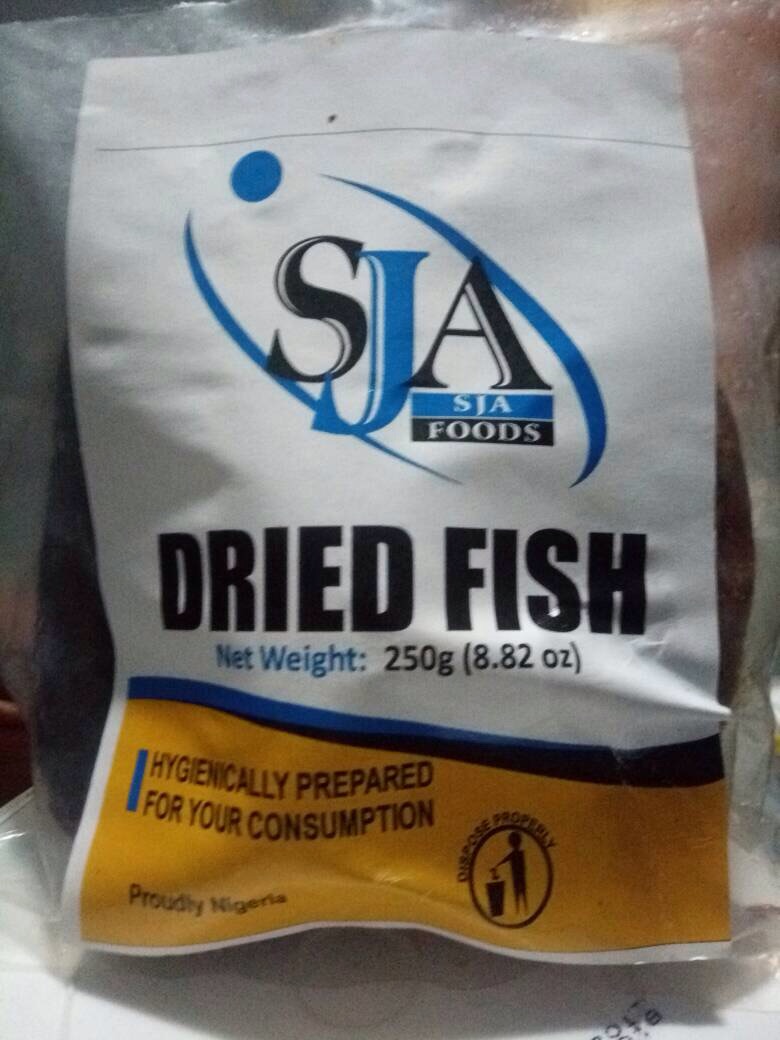 SJA
SJA
FOODS
DRIED FISH
Net Weight: 250g (8.82 oz)
HYGIENICALLY PREPARED
FOR YOUR CONSUMPTION
DISPOSE PROPERLY
Proudly Nigeria